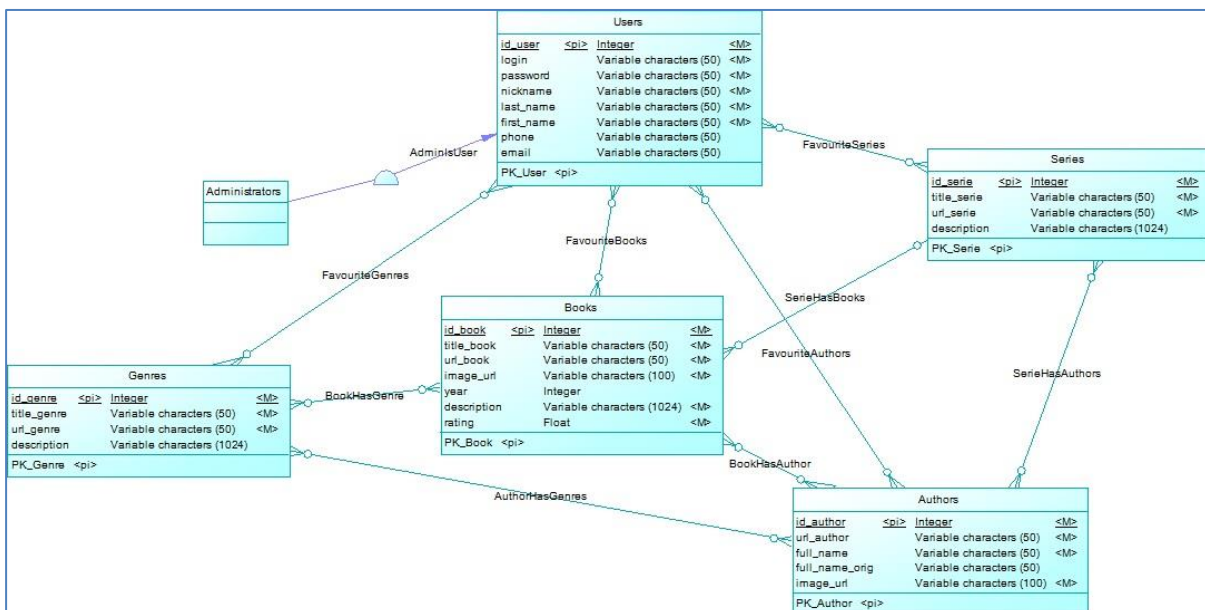 Users
id_user <pi> Integer <M>
login Variable characters (50) <M>
password Variable characters (50) <M>
nickname Variable characters (50) <M>
last_name Variable characters (50) <M>
first_name Variable characters (50) <M>
phone Variable characters (50)
email Variable characters (50)
PK_User <pi>
AdminIsUser
Administrators
FavouriteSeries
Series
id_serie <pi> Integer <M>
title_serie Variable characters (50) <M>
url_serie Variable characters (50) <M>
description Variable characters (1024)
PK_Serie <pi>
FavouriteBooks
FavouriteGenres
SerieHasBooks
Books
id_book <pi> Integer <M>
title_book Variable characters (50) <M>
url_book Variable characters (50) <M>
image_url Variable characters (100) <M>
year Integer
description Variable characters (1024) <M>
rating Float <M>
PK_Book <pi>
FavouriteAuthors
SerieHasAuthors
Genres
id_genre <pi> Integer <M>
title_genre Variable characters (50) <M>
url_genre Variable characters (50) <M>
description Variable characters (1024)
PK_Genre <pi>
BookHasGenre
BookHasAuthor
AuthorHasGenres
Authors
id_author <pi> Integer <M>
url_author Variable characters (50) <M>
full_name Variable characters (50) <M>
full_name_orig Variable characters (50)
image_url Variable characters (100) <M>
PK_Author <pi>